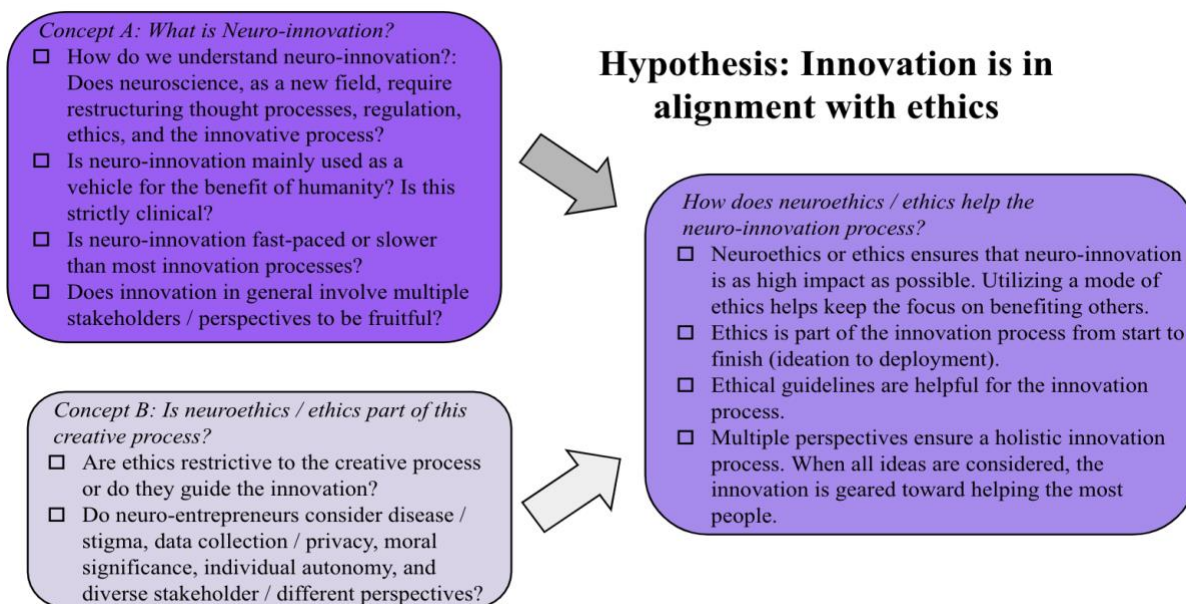 Concept A: What is Neuro-innovation?
☐ How do we understand neuro-innovation?:
Does neuroscience, as a new field, require
restructuring thought processes, regulation,
ethics, and the innovative process?
☐ Is neuro-innovation mainly used as a
vehicle for the benefit of humanity? Is this
strictly clinical?
☐ Is neuro-innovation fast-paced or slower
than most innovation processes?
☐ Does innovation in general involve multiple
stakeholders / perspectives to be fruitful?
Concept B: Is neuroethics / ethics part of this
creative process?
☐ Are ethics restrictive to the creative process
or do they guide the innovation?
☐ Do neuro-entrepreneurs consider disease /
stigma, data collection / privacy, moral
significance, individual autonomy, and
diverse stakeholder / different perspectives?
Hypothesis: Innovation is in
alignment with ethics
How does neuroethics / ethics help the
neuro-innovation process?
☐ Neuroethics or ethics ensures that neuro-innovation
is as high impact as possible. Utilizing a mode of
ethics helps keep the focus on benefiting others.
☐ Ethics is part of the innovation process from start to
finish (ideation to deployment).
☐ Ethical guidelines are helpful for the innovation
process.
☐ Multiple perspectives ensure a holistic innovation
process. When all ideas are considered, the
innovation is geared toward helping the most
people.